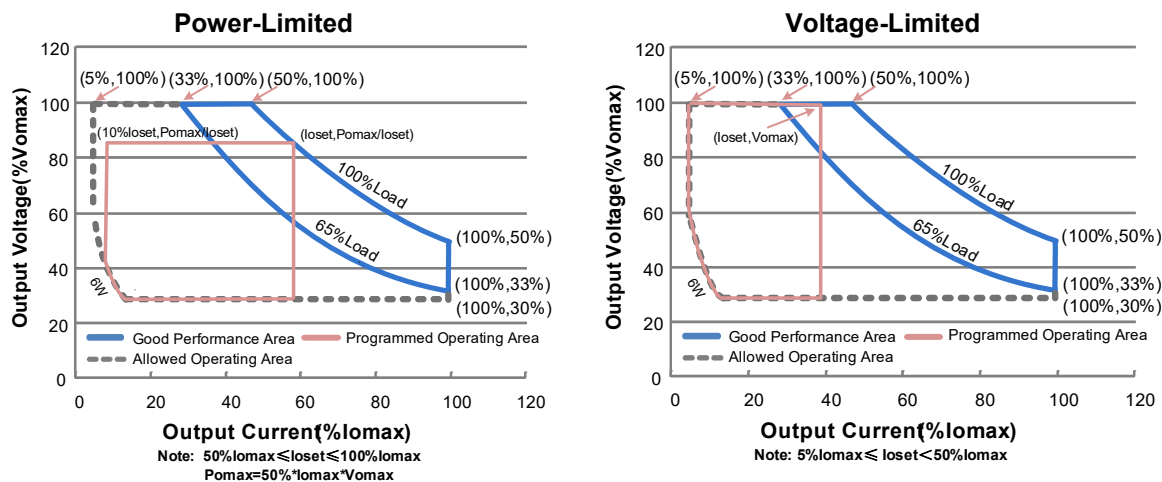 Power-Limited
Output Voltage(%Vomax)
120
100
80
60
40
20
0
(5%,100%) (33%,100%) (50%,100%)
(10%Ioset,Pomax/Ioset)
(Ioset,Pomax/Ioset)
100%Load
65%Load
6W
(100%,50%)
(100%,33%)
(100%,30%)
Good Performance Area
Programmed Operating Area
Allowed Operating Area
0 20 40 60 80 100 120
Output Current(%Iomax)
Note: 50%Iomax≤Ioset≤100%Iomax
Pomax=50%*Iomax*Vomax
Voltage-Limited
Output Voltage(%Vomax)
120
100
80
60
40
20
0
(5%,100%) (33%,100%) (50%,100%)
(Ioset,Vomax)
100%Load
65%Load
6W
(100%,50%)
(100%,33%)
(100%,30%)
Good Performance Area
Programmed Operating Area
Allowed Operating Area
0 20 40 60 80 100 120
Output Current(%Iomax)
Note: 5%Iomax≤ Ioset<50%Iomax